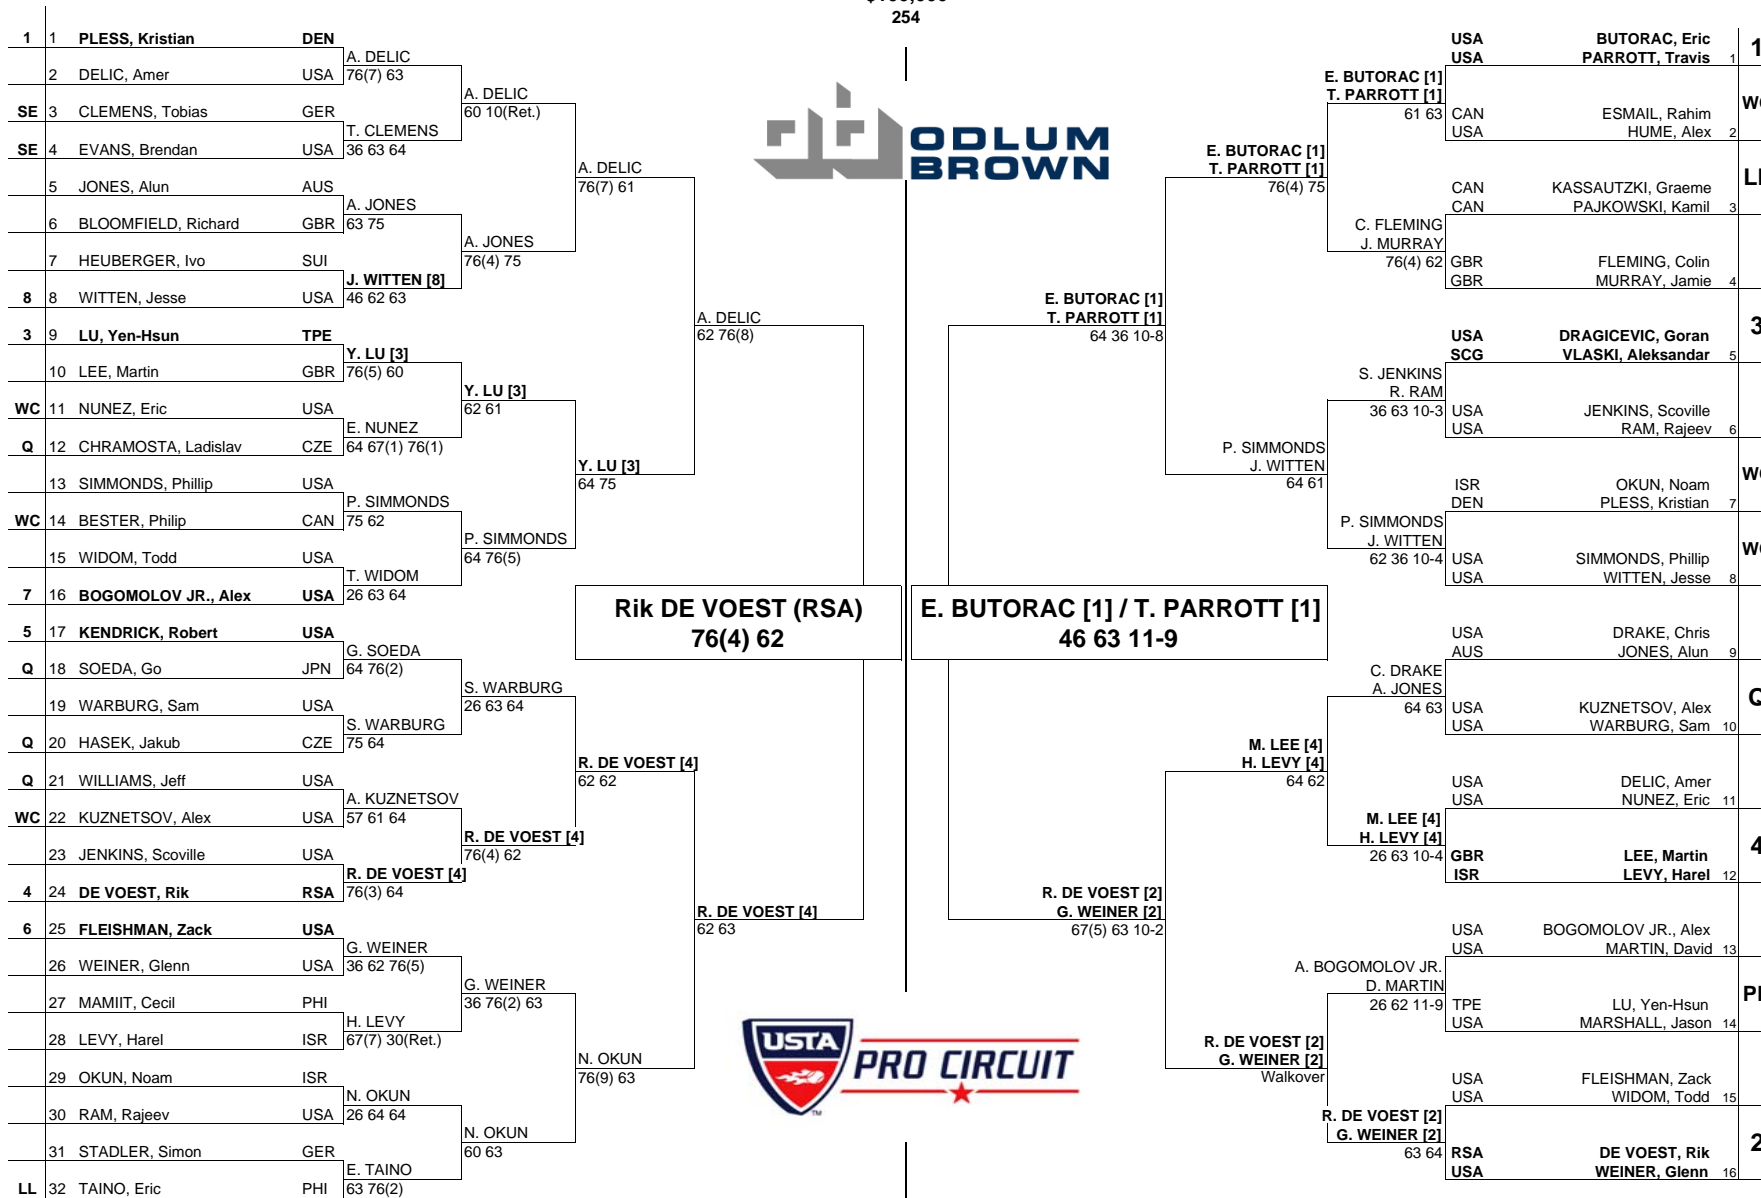 254
1 1 PLESS, Kristian DEN
A. DELIC
2 DELIC, Amer USA 76(7) 63
A. DELIC
SE 3 CLEMENS, Tobias GER 60 10(Ret.)
T. CLEMENS
SE 4 EVANS, Brendan USA 36 63 64
A. DELIC
5 JONES, Alun AUS 76(7) 61
A. JONES
6 BLOOMFIELD, Richard GBR 63 75
A. JONES
7 HEUBERGER, Ivo SUI 76(4) 75
J. WITTEN [8]
8 8 WITTEN, Jesse USA 46 62 63
A. DELIC
3 9 LU, Yen-Hsun TPE 62 76(8)
Y. LU [3]
10 LEE, Martin GBR 76(5) 60
Y. LU [3]
WC 11 NUNEZ, Eric USA 62 61
E. NUNEZ
Q 12 CHRAMOSTA, Ladislav CZE 64 67(1) 76(1)
Y. LU [3]
13 SIMMONDS, Phillip USA 64 75
P. SIMMONDS
WC 14 BESTER, Philip CAN 75 62
P. SIMMONDS
15 WIDOM, Todd USA 64 76(5)
T. WIDOM
7 16 BOGOMOLOV JR., Alex USA 26 63 64
Rik DE VOEST (RSA)
76(4) 62
5 17 KENDRICK, Robert USA
G. SOEDA
Q 18 SOEDA, Go JPN 64 76(2)
S. WARBURG
19 WARBURG, Sam USA 26 63 64
S. WARBURG
Q 20 HASEK, Jakub CZE 75 64
R. DE VOEST [4]
Q 21 WILLIAMS, Jeff USA 62 62
A. KUZNETSOV
WC 22 KUZNETSOV, Alex USA 57 61 64
R. DE VOEST [4]
23 JENKINS, Scoville USA 76(4) 62
R. DE VOEST [4]
4 24 DE VOEST, Rik RSA 76(3) 64
R. DE VOEST [4]
6 25 FLEISHMAN, Zack USA 62 63
G. WEINER
26 WEINER, Glenn USA 36 62 76(5)
G. WEINER
27 MAMIIT, Cecil PHI 36 76(2) 63
H. LEVY
28 LEVY, Harel ISR 67(7) 30(Ret.)
N. OKUN
29 OKUN, Noam ISR 76(9) 63
N. OKUN
30 RAM, Rajeev USA 26 64 64
N. OKUN
31 STADLER, Simon GER 60 63
E. TAINO
LL 32 TAINO, Eric PHI 63 76(2)
ODLUM
BROWN
USTA
TM
PRO CIRCUIT
USA BUTORAC, Eric
USA PARROTT, Travis 1
1
E. BUTORAC [1]
T. PARROTT [1]
61 63 CAN ESMAIL, Rahim
USA HUME, Alex 2
E. BUTORAC [1]
T. PARROTT [1]
76(4) 75
CAN KASSAUTZKI, Graeme
CAN PAJKOWSKI, Kamil 3
C. FLEMING
J. MURRAY
76(4) 62 GBR FLEMING, Colin
GBR MURRAY, Jamie 4
E. BUTORAC [1]
T. PARROTT [1]
64 36 10-8
3
USA DRAGICEVIC, Goran
SCG VLASKI, Aleksandar 5
S. JENKINS
R. RAM
36 63 10-3 USA JENKINS, Scoville
USA RAM, Rajeev 6
P. SIMMONDS
J. WITTEN
64 61
ISR OKUN, Noam
DEN PLESS, Kristian 7
P. SIMMONDS
J. WITTEN
62 36 10-4 USA SIMMONDS, Phillip
USA WITTEN, Jesse 8
E. BUTORAC [1] / T. PARROTT [1]
46 63 11-9
USA DRAKE, Chris
AUS JONES, Alun 9
C. DRAKE
A. JONES
64 63 USA KUZNETSOV, Alex
USA WARBURG, Sam 10
Q
M. LEE [4]
H. LEVY [4]
64 62
USA DELIC, Amer
USA NUNEZ, Eric 11
M. LEE [4]
H. LEVY [4]
26 63 10-4 GBR LEE, Martin
ISR LEVY, Harel 12
4
R. DE VOEST [2]
G. WEINER [2]
67(5) 63 10-2
USA BOGOMOLOV JR., Alex
USA MARTIN, David 13
A. BOGOMOLOV JR.
D. MARTIN
26 62 11-9 TPE LU, Yen-Hsun
USA MARSHALL, Jason 14
R. DE VOEST [2]
G. WEINER [2]
Walkover
USA FLEISHMAN, Zack
USA WIDOM, Todd 15
R. DE VOEST [2]
G. WEINER [2]
63 64 RSA DE VOEST, Rik
USA WEINER, Glenn 16
2